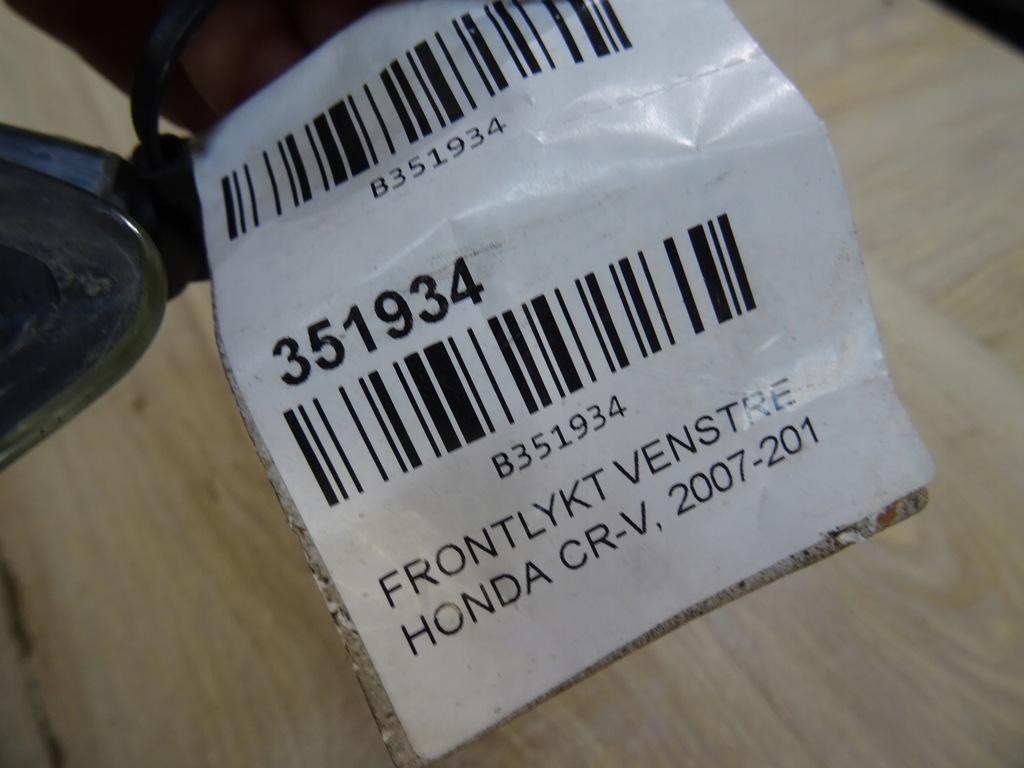 B351934
351934
B351934
FRONTLYKT VENSTRE
HONDA CR-V, 2007-201